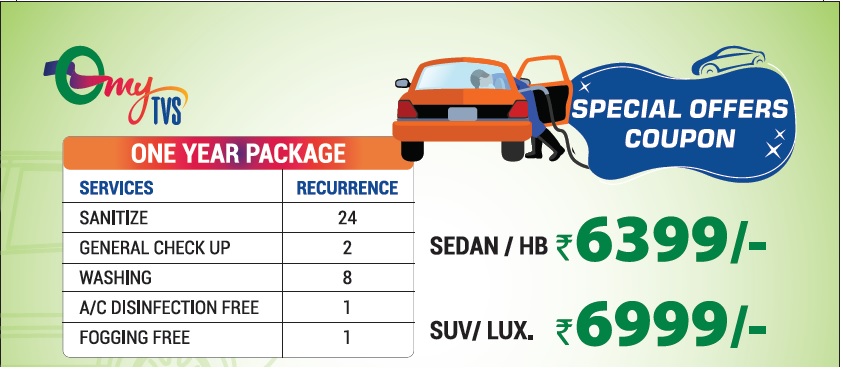 my
TVS
ONE YEAR PACKAGE
SERVICES RECURRENCE
SANITIZE 24
GENERAL CHECK UP 2
WASHING 8
A/C DISINFECTION FREE 1
FOGGING FREE 1
SPECIAL OFFERS
COUPON
SEDAN / HB ₹6399/-
SUV/ LUX. ₹6999/-